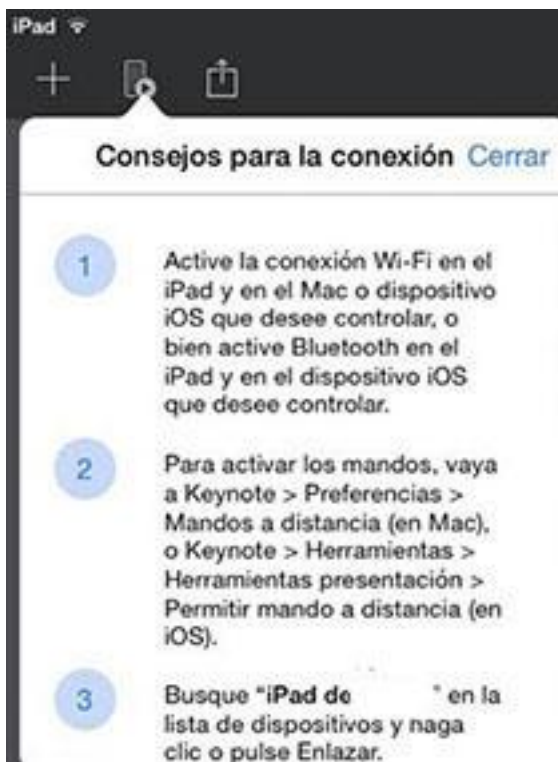 iPad
Consejos para la conexión Cerrar
1
Active la conexión Wi-Fi en el
iPad y en el Mac o dispositivo
iOS que desee controlar, o
bien active Bluetooth en el
iPad y en el dispositivo iOS
que desee controlar.
2
Para activar los mandos, vaya
a Keynote > Preferencias >
Mandos a distancia (en Mac),
o Keynote > Herramientas >
Herramientas presentación >
Permitir mando a distancia (en
iOS).
3
Busque "iPad de " en la
lista de dispositivos y naga
clic o pulse Enlazar.